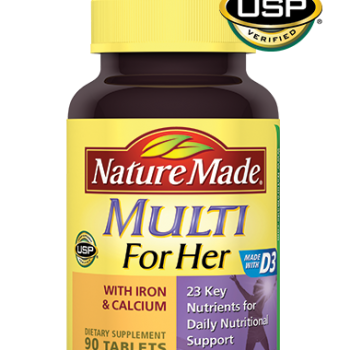 USP
VERIFIED
Nature Made
MULTI
For Her
USP
MADE WITH D3
WITH IRON
& CALCIUM
23 Key
Nutrients for
Daily Nutritional
Support
DIETARY SUPPLEMENT
90 TABLETS